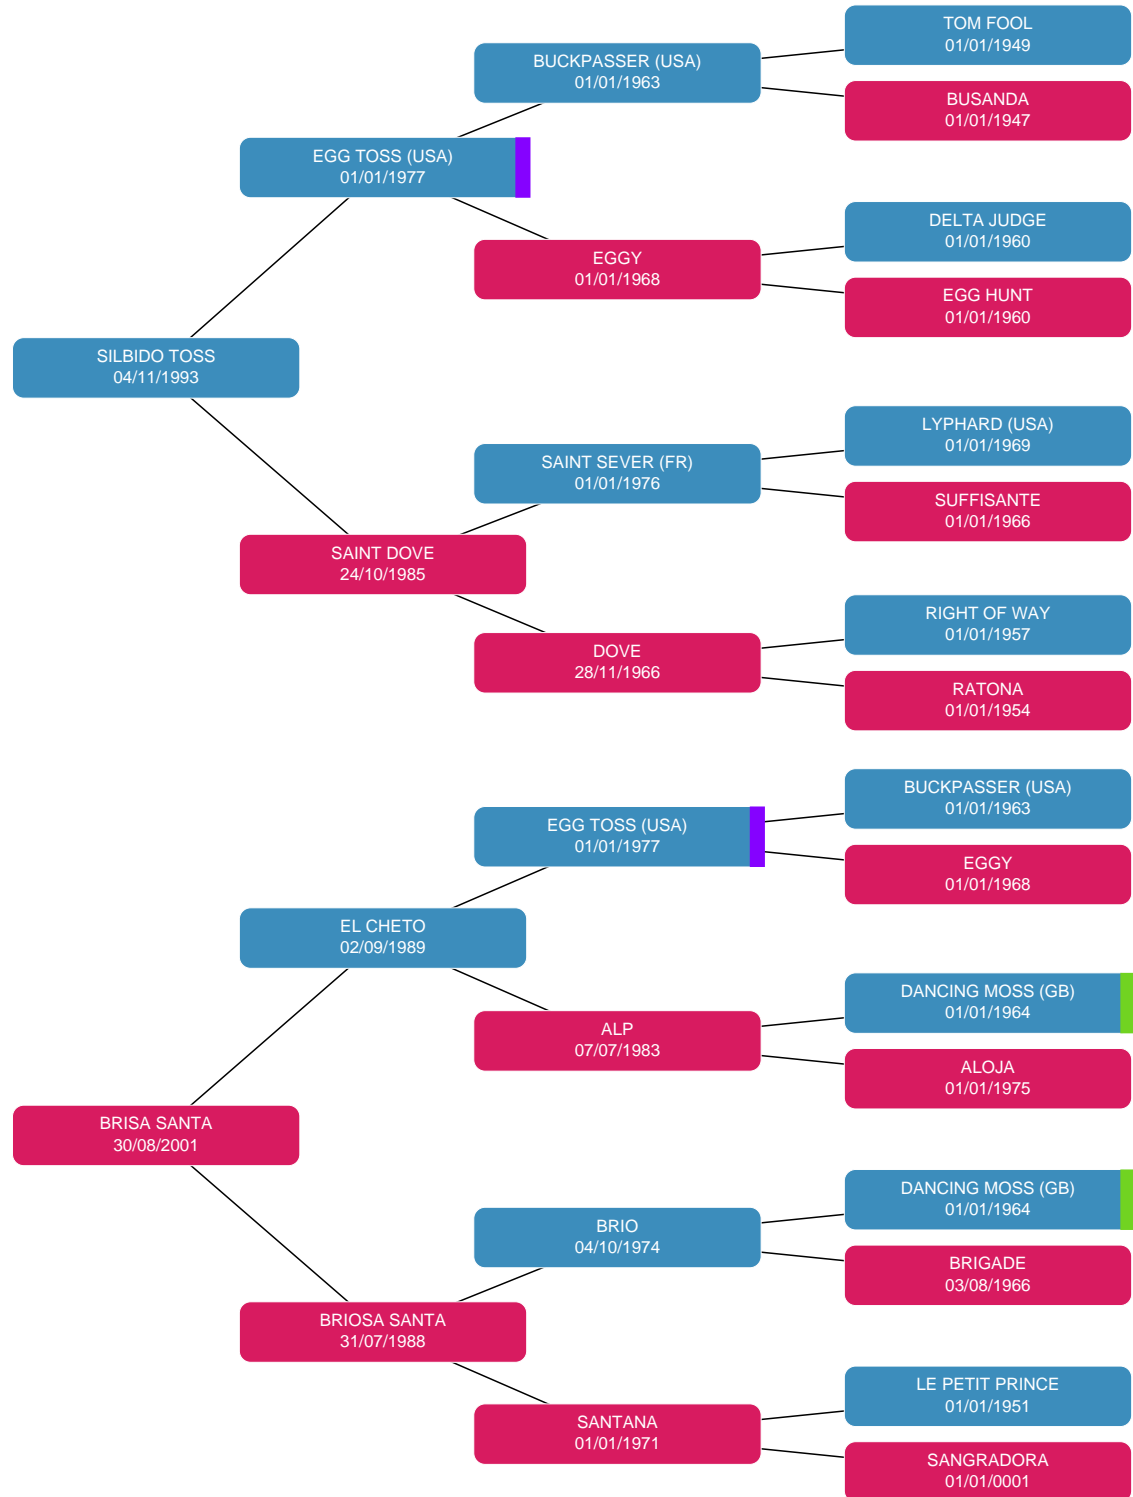 TOM FOOL
01/01/1949
BUCKPASSER (USA)
01/01/1963
BUSANDA
01/01/1947
EGG TOSS (USA)
01/01/1977
DELTA JUDGE
01/01/1960
EGGY
01/01/1968
EGG HUNT
01/01/1960
SILBIDO TOSS
04/11/1993
LYPHARD (USA)
01/01/1969
SAINT SEVER (FR)
01/01/1976
SUFFISANTE
01/01/1966
SAINT DOVE
24/10/1985
RIGHT OF WAY
01/01/1957
DOVE
28/11/1966
RATONA
01/01/1954
BUCKPASSER (USA)
01/01/1963
EGG TOSS (USA)
01/01/1977
EGGY
01/01/1968
EL CHETO
02/09/1989
DANCING MOSS (GB)
01/01/1964
ALP
07/07/1983
ALOJA
01/01/1975
BRISA SANTA
30/08/2001
DANCING MOSS (GB)
01/01/1964
BRIO
04/10/1974
BRIGADE
03/08/1966
BRIOSA SANTA
31/07/1988
LE PETIT PRINCE
01/01/1951
SANTANA
01/01/1971
SANGRADORA
01/01/0001